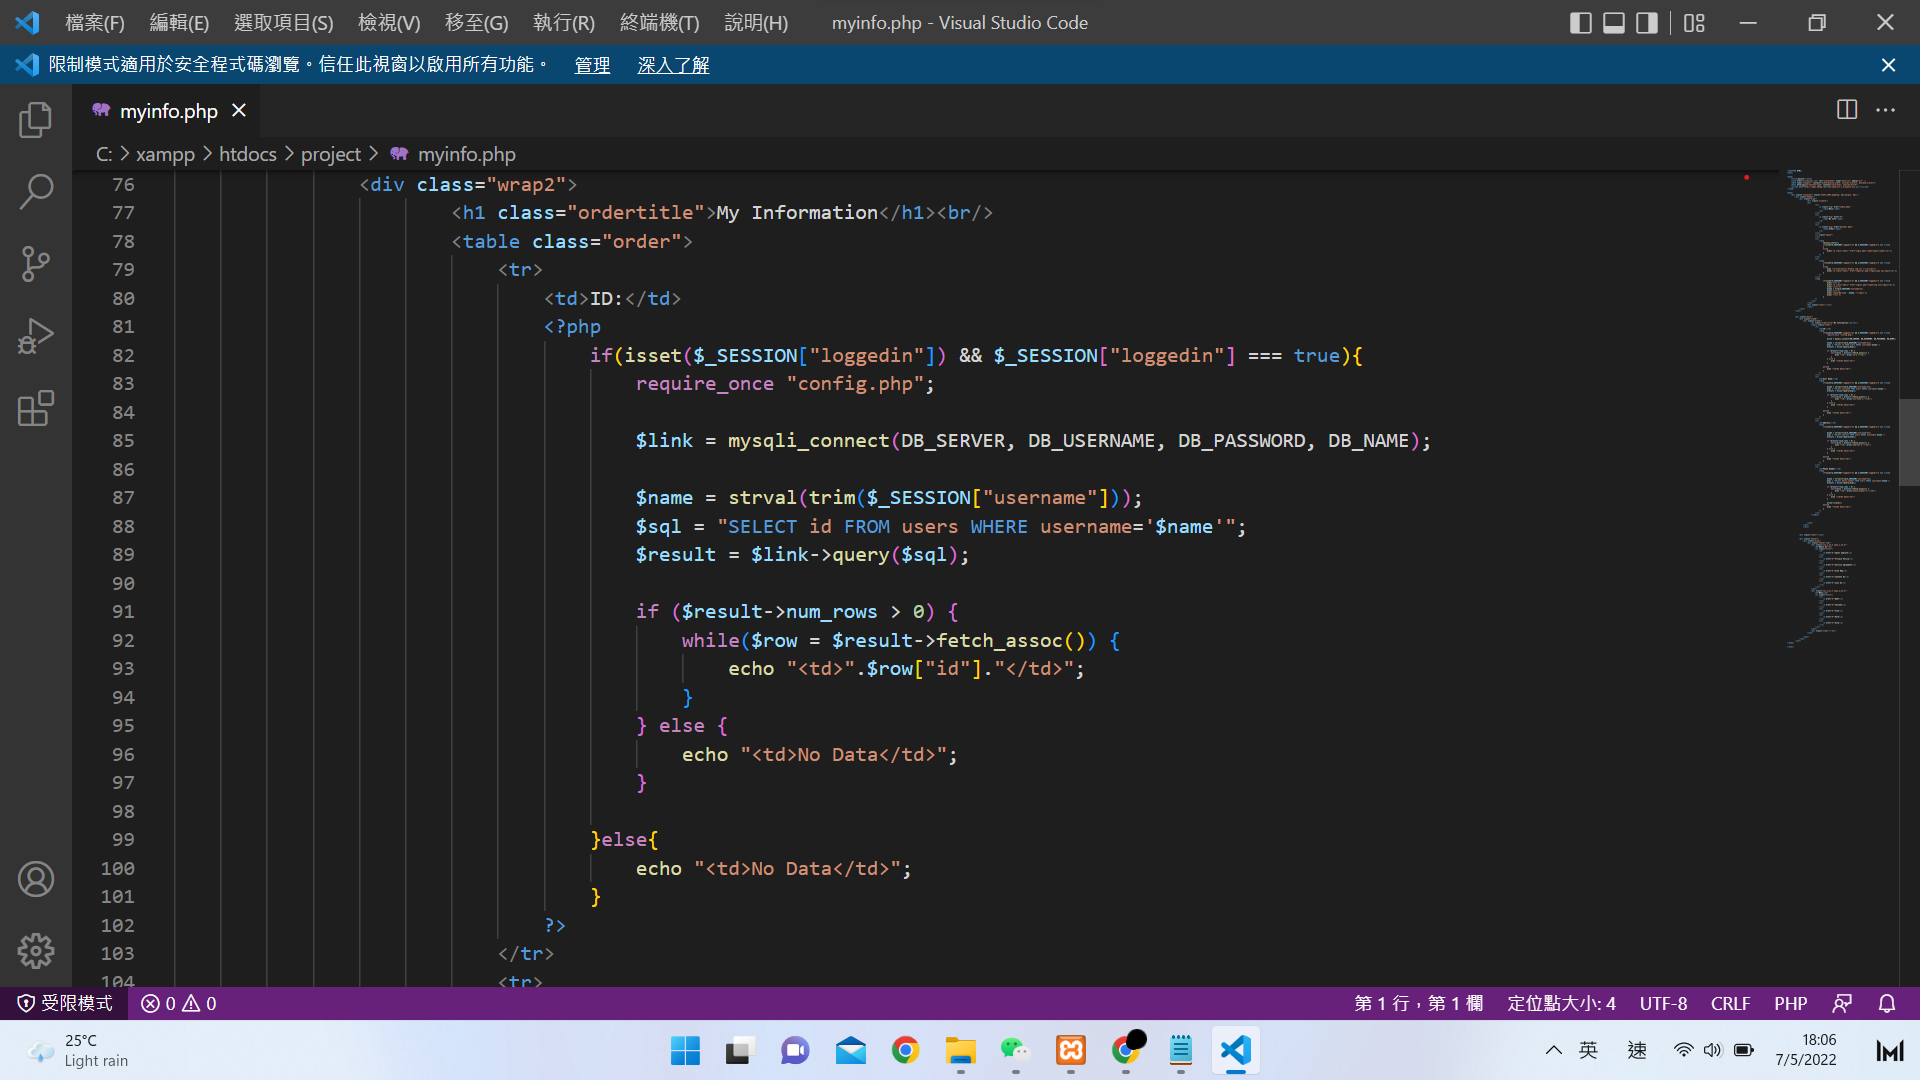 檔案(F) 編輯(E) 選取項目(S) 檢視(V) 移至(G) 執行(R) 終端機(T) 說明(H) myinfo.php - Visual Studio Code
限制模式適用於安全程式碼瀏覽。信任此視窗以啟用所有功能。 管理 深入了解
myinfo.php
C: > xampp > htdocs > project > myinfo.php
76 <div class="wrap2">
77 <h1 class="ordertitle">My Information</h1><br/>
78 <table class="order">
79 <tr>
80 <td>ID:</td>
81 <?php
82 if(isset($_SESSION["loggedin"]) && $_SESSION["loggedin"] === true){
83 require_once "config.php";
84
85 $link = mysqli_connect(DB_SERVER, DB_USERNAME, DB_PASSWORD, DB_NAME);
86
87 $name = strval(trim($_SESSION["username"]));
88 $sql = "SELECT id FROM users WHERE username='$name'";
89 $result = $link->query($sql);
90
91 if ($result->num_rows > 0) {
92 while($row = $result->fetch_assoc()) {
93 echo "<td>".$row["id"]."</td>";
94 }
95 } else {
96 echo "<td>No Data</td>";
97 }
98
99 }else{
100 echo "<td>No Data</td>";
101 }
102 ?>
103 </tr>
104 <tr>
受限模式 0 0 第 1 行，第 1 欄 定位點大小: 4 UTF-8 CRLF PHP
25°C
Light rain
英 速
18:06
7/5/2022